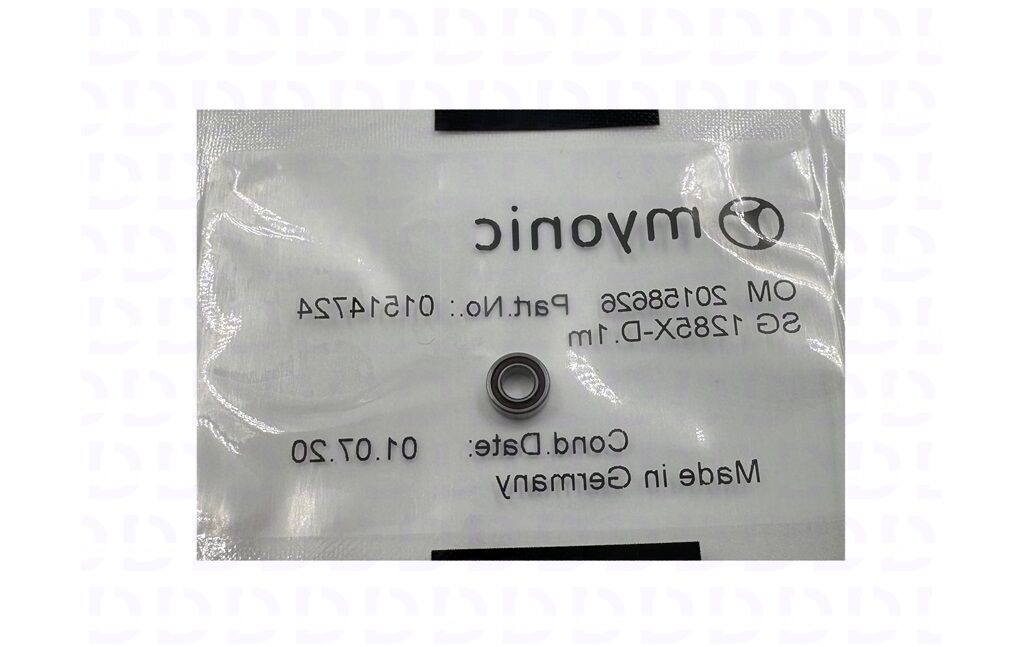 myonic
OM 20158626 Part.No.: 01514724
SG 1285X-D.1m
Cond.Date: 01.07.20
Made in Germany